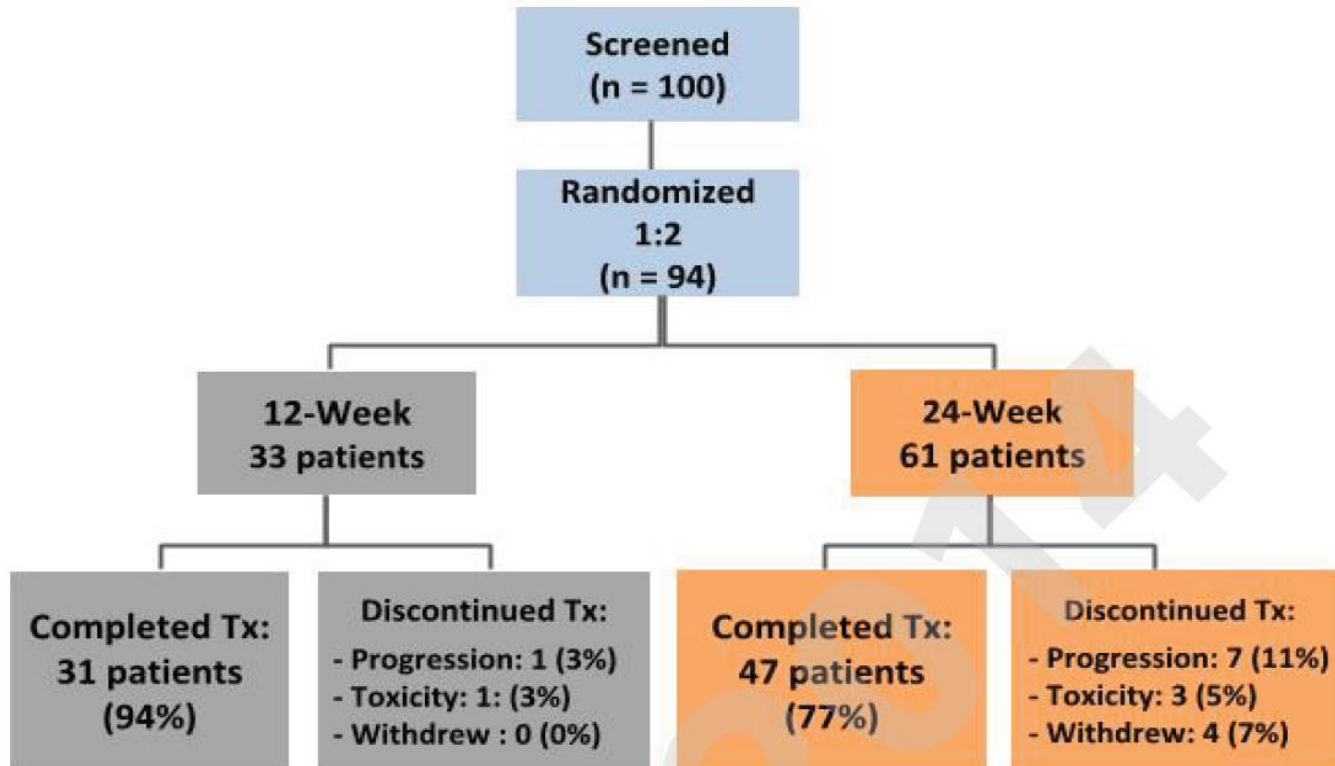 Screened
(n = 100)
Randomized
1:2
(n = 94)
12-Week
33 patients
24-Week
61 patients
Completed Tx:
31 patients
(94%)
Discontinued Tx:
- Progression: 1 (3%)
- Toxicity: 1: (3%)
- Withdrew : 0 (0%)
Completed Tx:
47 patients
(77%)
Discontinued Tx:
- Progression: 7 (11%)
- Toxicity: 3 (5%)
- Withdrew: 4 (7%)